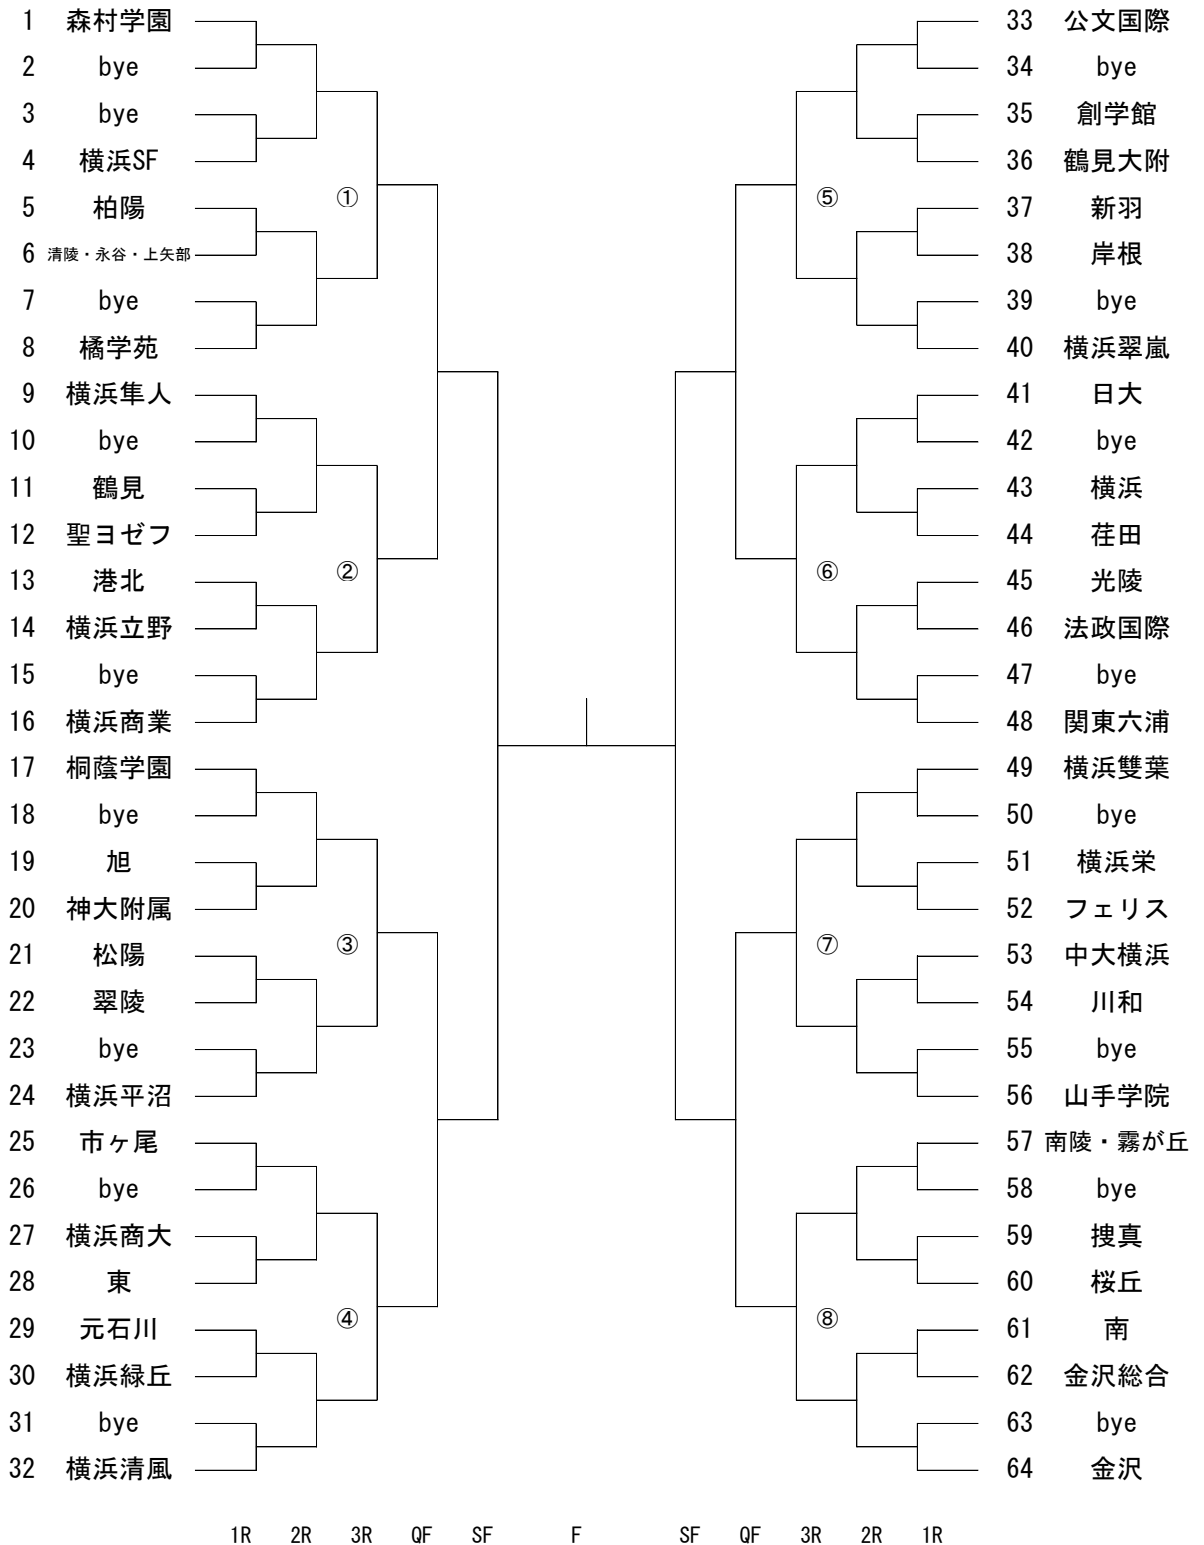 1 森村学園
2 bye
3 bye
4 横浜SF
5 柏陽
6 清陵・永谷・上矢部
7 bye
8 橘学苑
9 横浜隼人
10 bye
11 鶴見
12 聖ヨゼフ
13 港北
14 横浜立野
15 bye
16 横浜商業
17 桐蔭学園
18 bye
19 旭
20 神大附属
21 松陽
22 翠陵
23 bye
24 横浜平沼
25 市ヶ尾
26 bye
27 横浜商大
28 東
29 元石川
30 横浜緑丘
31 bye
32 横浜清風
①
②
③
④
⑤
⑥
⑦
⑧
33 公文国際
34 bye
35 創学館
36 鶴見大附
37 新羽
38 岸根
39 bye
40 横浜翠嵐
41 日大
42 bye
43 横浜
44 荏田
45 光陵
46 法政国際
47 bye
48 関東六浦
49 横浜雙葉
50 bye
51 横浜栄
52 フェリス
53 中大横浜
54 川和
55 bye
56 山手学院
57 南陵・霧が丘
58 bye
59 捜真
60 桜丘
61 南
62 金沢総合
63 bye
64 金沢
1R 2R 3R QF SF F SF QF 3R 2R 1R